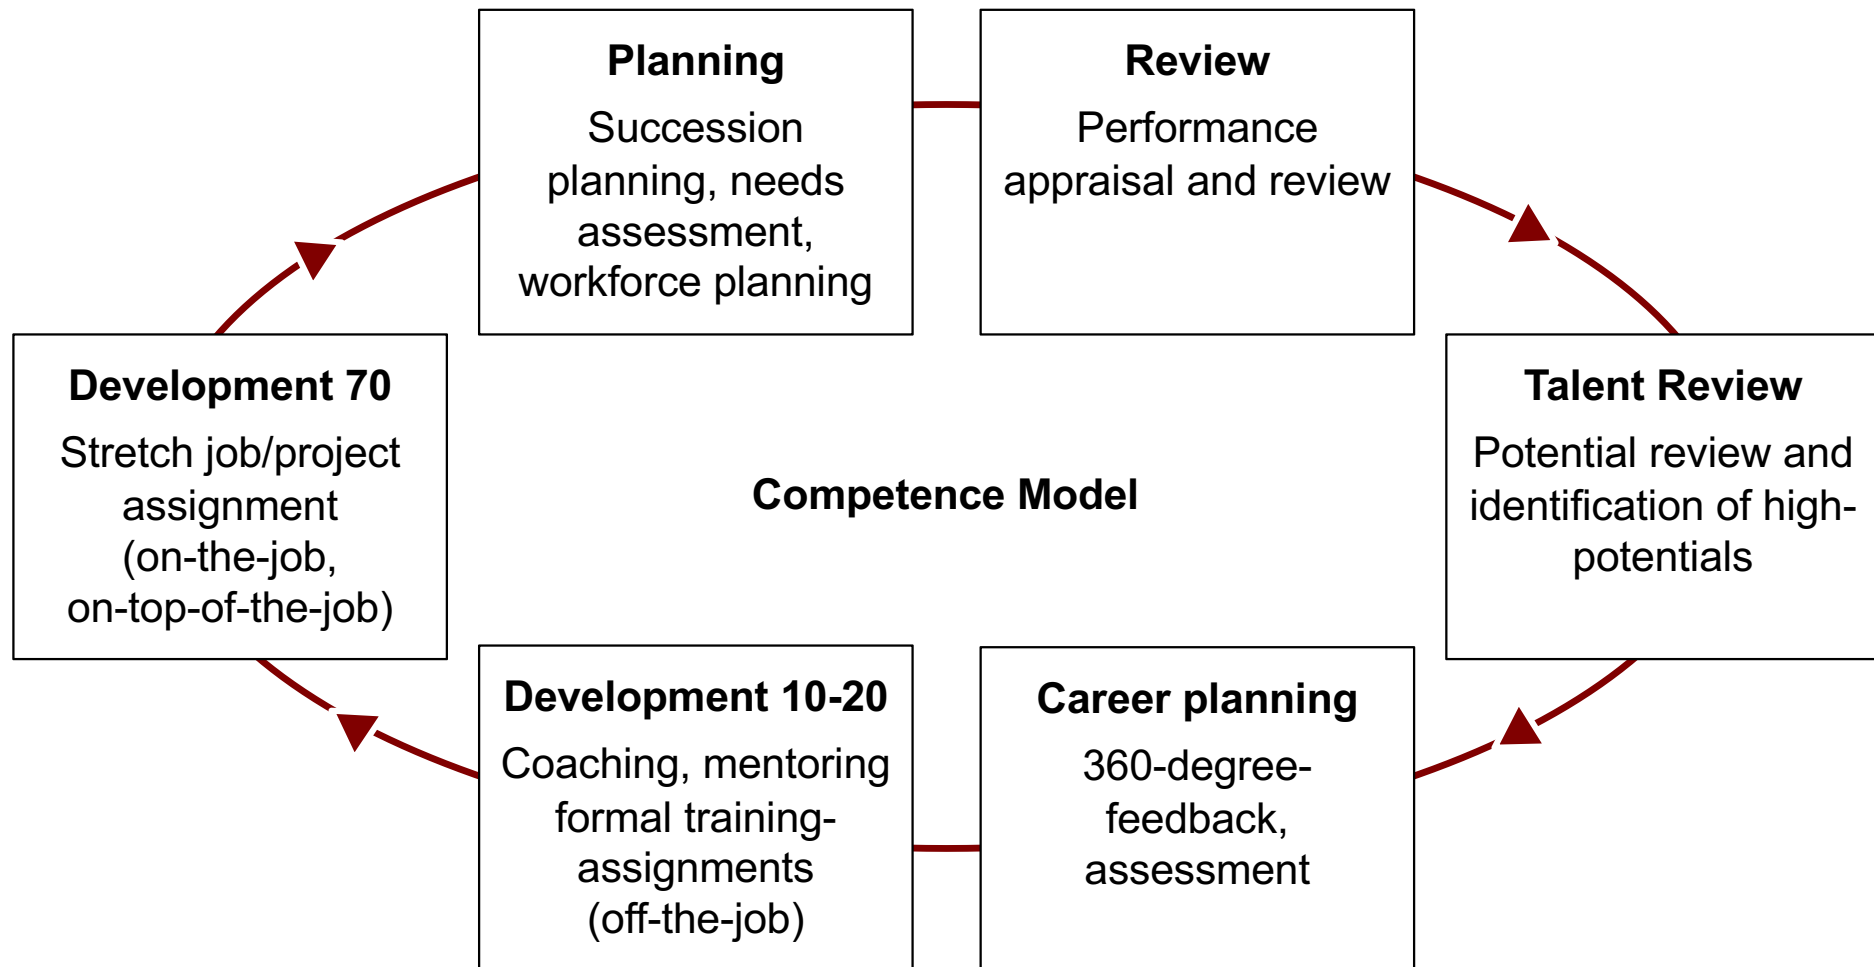 Planning
Succession
planning, needs
assessment,
workforce planning
Review
Performance
appraisal and review
Development 70
Stretch job/project
assignment
(on-the-job,
on-top-of-the-job)
Competence Model
Talent Review
Potential review and
identification of high-
potentials
Development 10-20
Coaching, mentoring
formal training-
assignments
(off-the-job)
Career planning
360-degree-
feedback,
assessment